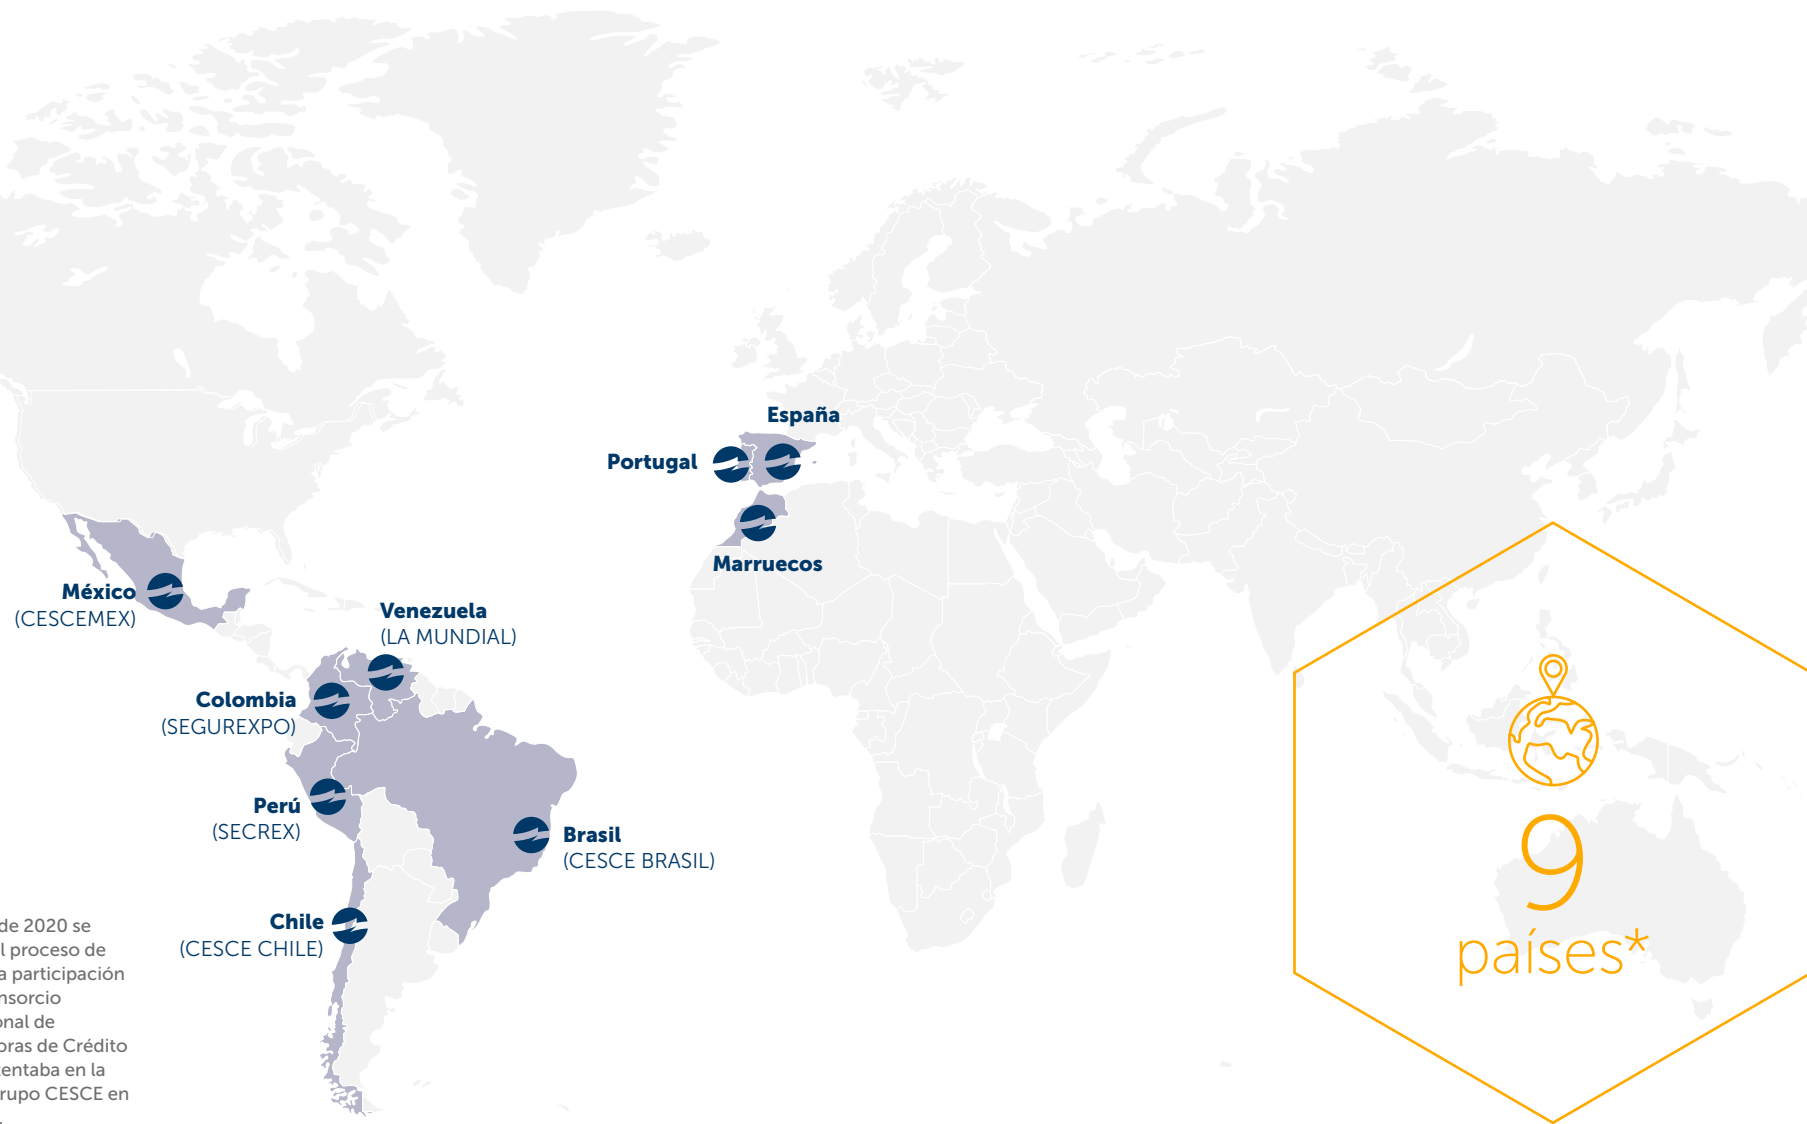 España
Portugal
Marruecos
México
(CESCEMEX)
Venezuela
(LA MUNDIAL)
Colombia
(SEGUREXPO)
Perú
(SECREX)
Brasil
(CESCE BRASIL)
Chile
(CESCE CHILE)
9
países*
de 2020 se
l proceso de
a participación
nsorcio
onal de
oras de Crédito
entaba en la
rupo CESCE en